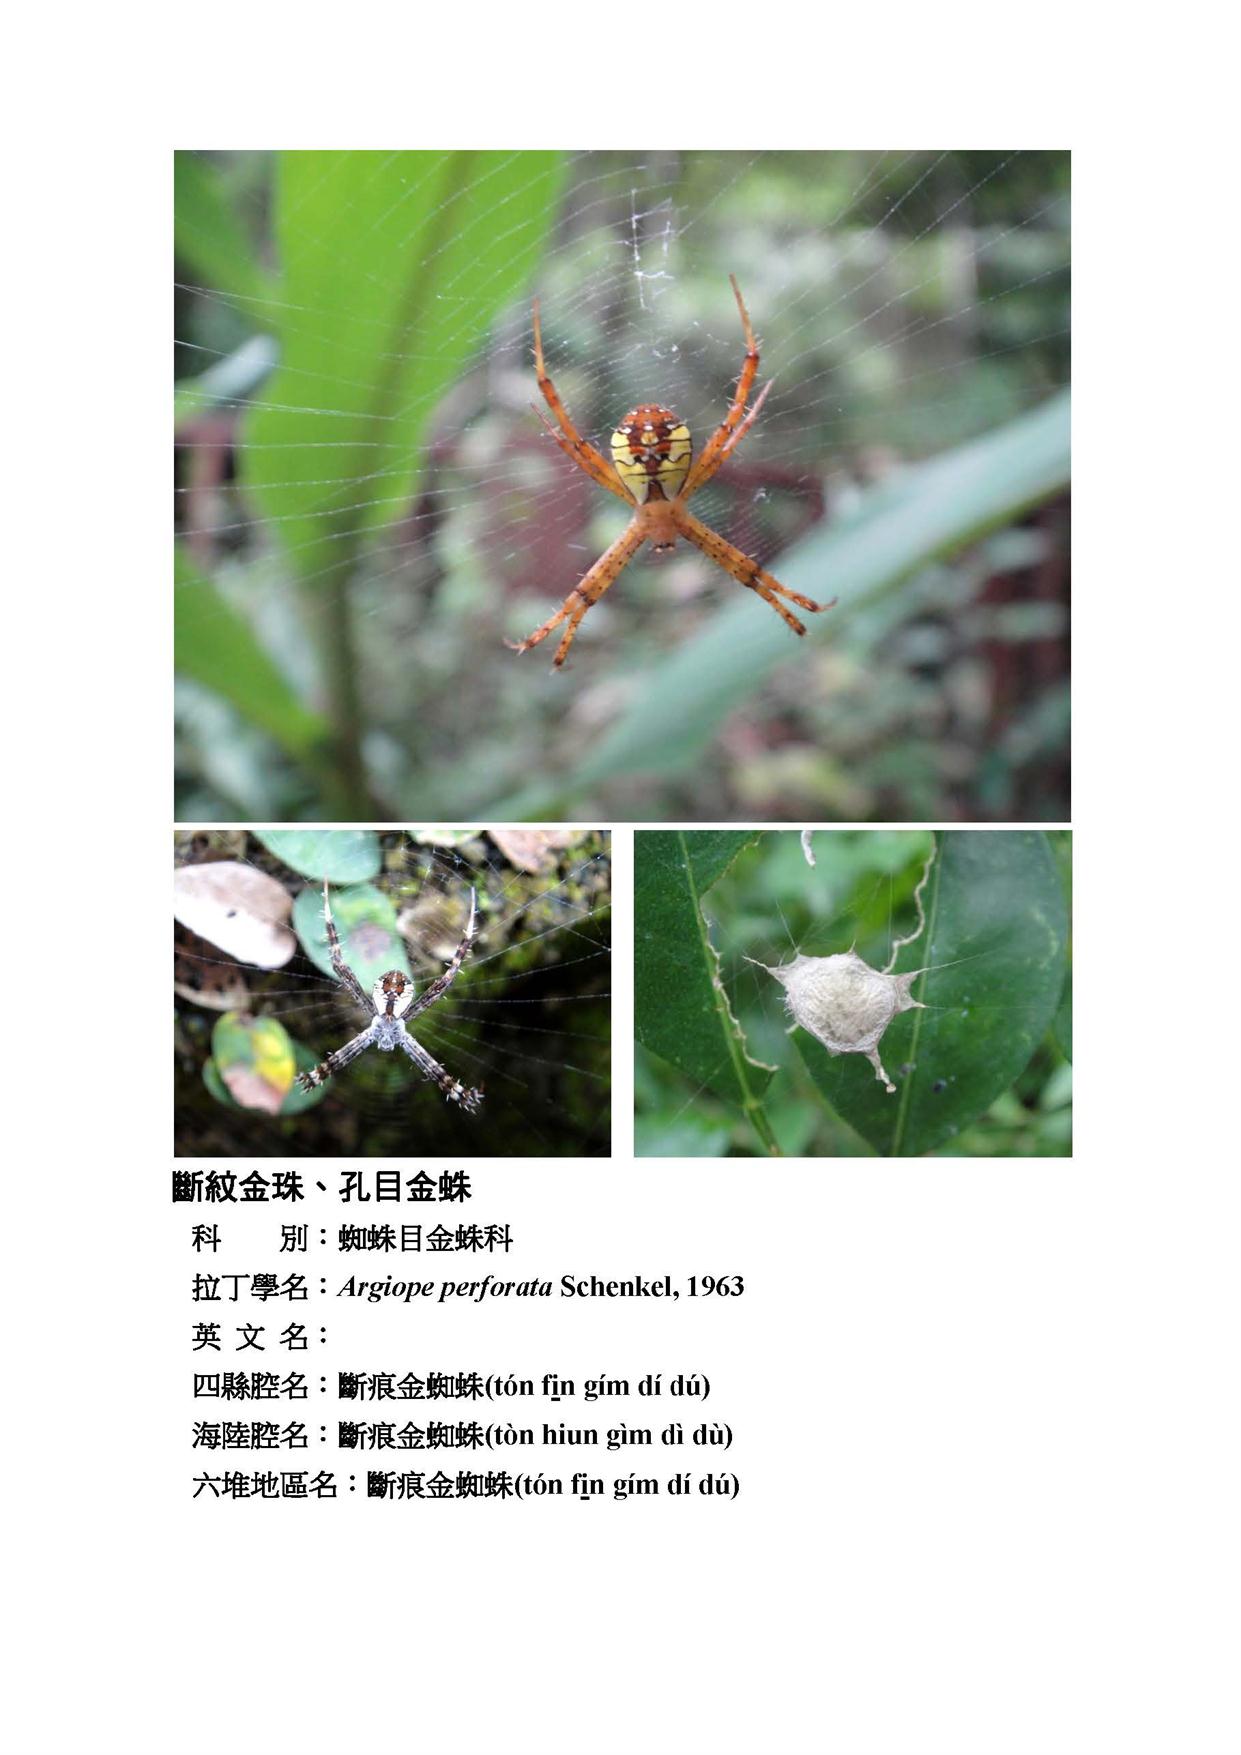 斷紋金珠、孔目金蛛
科　　別：蜘蛛目金蛛科
拉丁學名：Argiope perforata Schenkel, 1963
英 文 名：
四縣腔名：斷痕金蜘蛛(tón fi̲n gím dí dú)
海陸腔名：斷痕金蜘蛛(tòn hiun gìm dì dù)
六堆地區名：斷痕金蜘蛛(tón fi̲n gím dí dú)